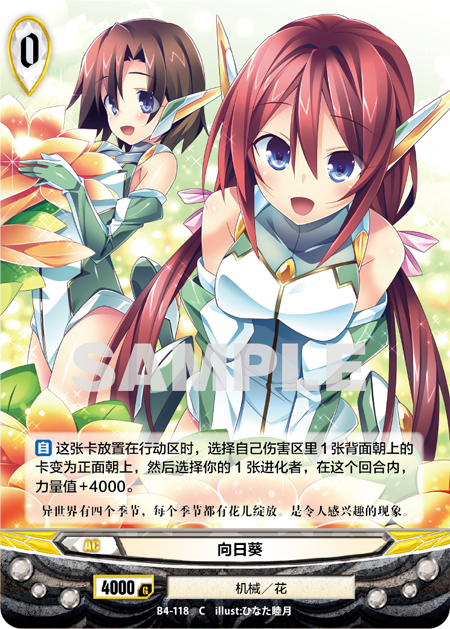 0
SAMPLE
自 这张卡放置在行动区时，选择自己伤害区里1张背面朝上的
卡变为正面朝上，然后选择你的1张进化者，在这个回合内，
力量值+4000。
异世界有四个季节，每个季节都有花儿绽放。是令人感兴趣的现象。
AC
向日葵
4000 G
机械／花
B4-118 C illust:ひなた睦月